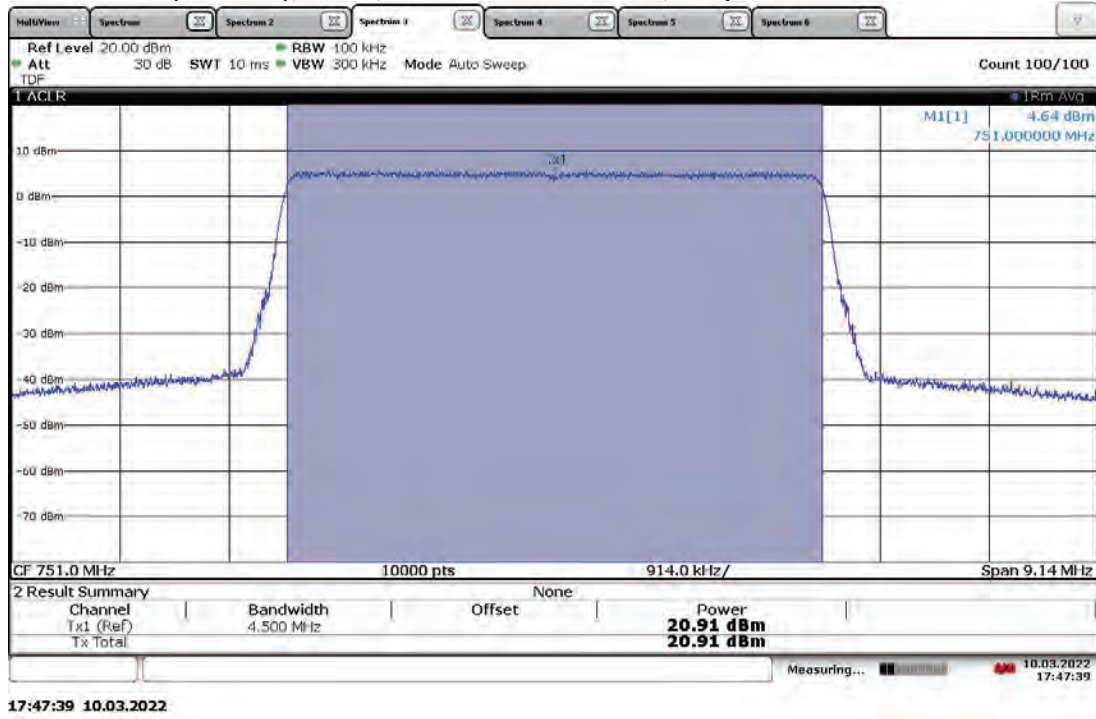 MultiView Spectrum Spectrum 2 Spectrum 3 Spectrum 4 Spectrum 5 Spectrum 6
Ref Level 20.00 dBm RBW 100 kHz
Att 30 dB SWT 10 ms VBW 300 kHz Mode Auto Sweep Count 100/100
TDF
1 ACLR 1Rm Avg
M1[1] 4.64 dBm
751.000000 MHz
10 dBm
Tx1
0 dBm
-10 dBm
-20 dBm
-30 dBm
-40 dBm
-50 dBm
-60 dBm
-70 dBm
CF 751.0 MHz 10000 pts 914.0 kHz/ Span 9.14 MHz
2 Result Summary None
Channel Bandwidth Offset Power
Tx1 (Ref) 4.500 MHz 20.91 dBm
Tx Total 20.91 dBm
Measuring... 10.03.2022
17:47:39
17:47:39 10.03.2022